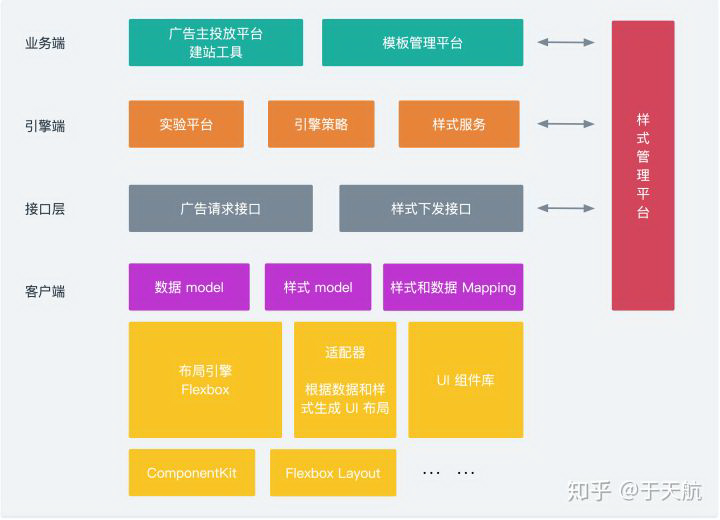 业务端
广告主投放平台
建站工具
模板管理平台
引擎端
实验平台
引擎策略
样式服务
接口层
广告请求接口
样式下发接口
样式管理平台
客户端
数据 model
样式 model
样式和数据 Mapping
布局引擎
Flexbox
适配器
根据数据和样
式生成 UI 布局
UI 组件库
ComponentKit
Flexbox Layout
... ...
知乎 @于天航